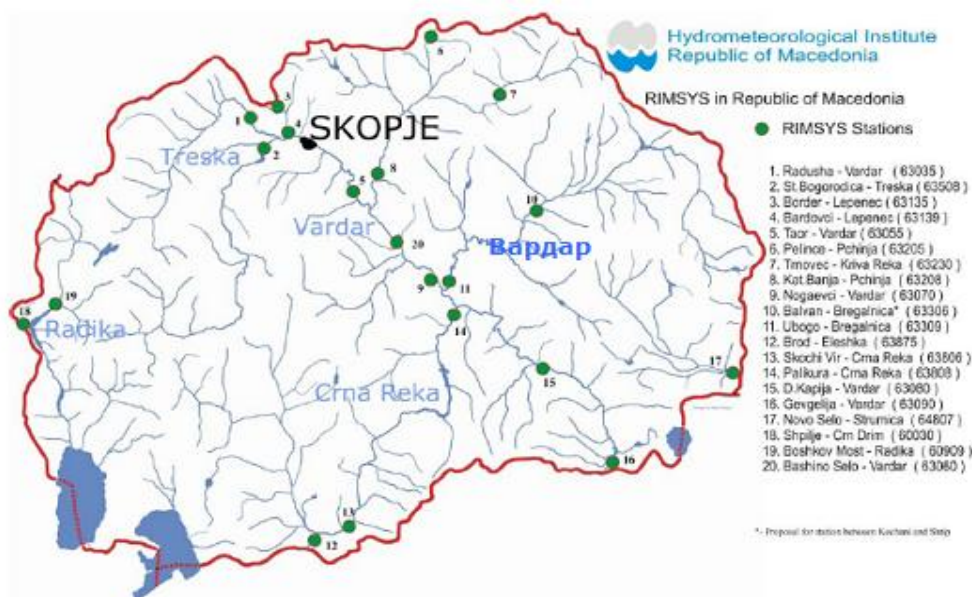 Hydrometeorological Institute
Republic of Macedonia
RIMSYS in Republic of Macedonia
RIMSYS Stations
1. Radusha - Vardar ( 63035 )
2. St.Bogorodica - Treska ( 63508 )
3. Border - Lepenec ( 63135 )
4. Bardovci - Lepenec ( 63139 )
5. Taor - Vardar ( 63055 )
6. Pelince - Pchinja ( 63205 )
7. Trnovec - Kriva Reka ( 63230 )
8. Kat.Banja - Pchinja ( 63208 )
9. Nogaevci - Vardar ( 63070 )
10. Balvan - Bregalnica* ( 63306 )
11. Ubogo - Bregalnica ( 63309 )
12. Brod - Eleshka ( 63875 )
13. Skochi Vir - Crna Reka ( 63806 )
14. Palikura - Crna Reka ( 63808 )
15. D.Kapija - Vardar ( 63080 )
16. Gevgelija - Vardar ( 63090 )
17. Novo Selo - Strumica ( 64807 )
18. Shpilje - Crn Drim ( 60030 )
19. Boshkov Most - Radika ( 60909 )
20. Bashino Selo - Vardar ( 63060 )
*- Proposal for station between Kochani and Shtip
6
7
3
1
4
SKOPJE
Treska
2
8
5
10
Vardar
20
Вардар
9
11
19
18
Radika
14
17
15
Crna Reka
16
13
12